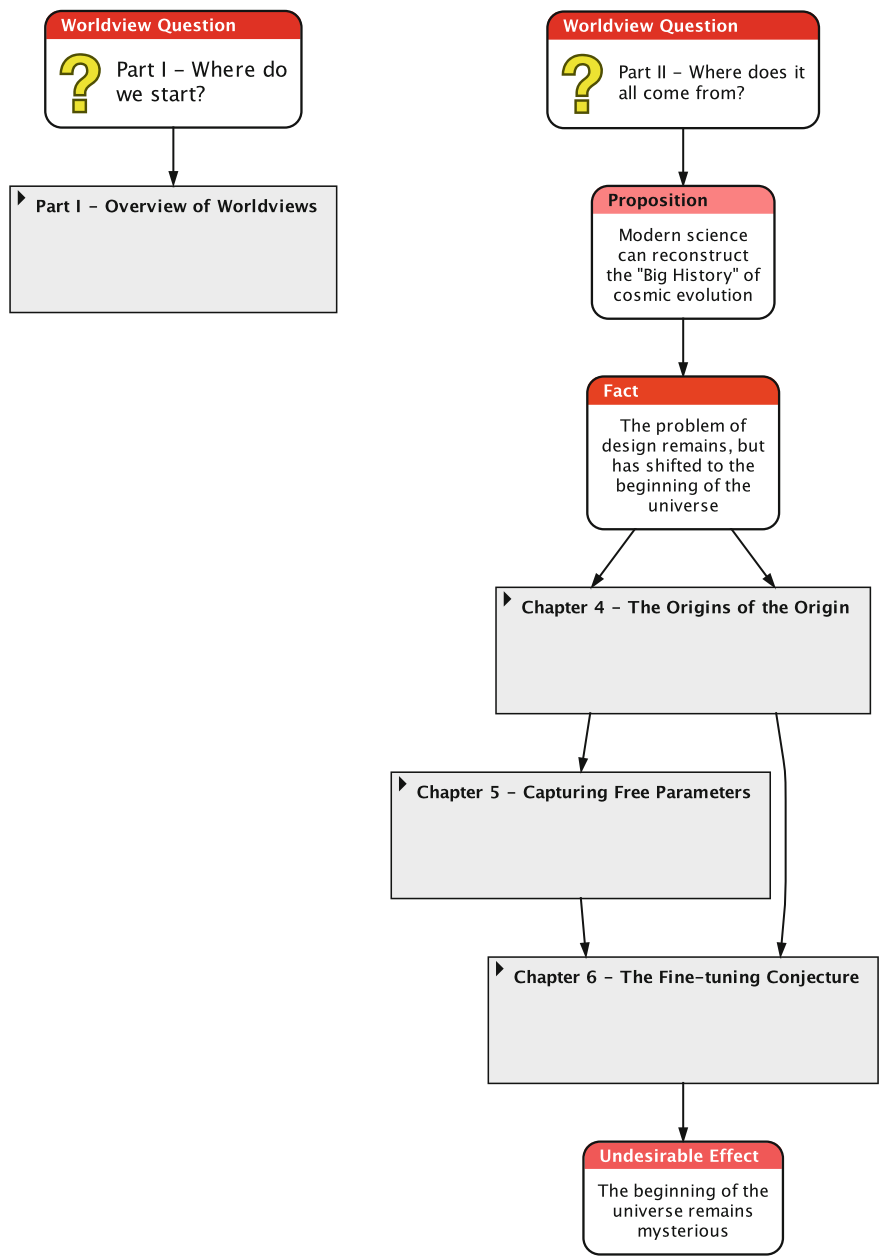 Worldview Question
Part I – Where do
we start?
Part I – Overview of Worldviews
Worldview Question
Part II – Where does it
all come from?
Proposition
Modern science
can reconstruct
the "Big History" of
cosmic evolution
Fact
The problem of
design remains, but
has shifted to the
beginning of the
universe
Chapter 4 – The Origins of the Origin
Chapter 5 – Capturing Free Parameters
Chapter 6 – The Fine-tuning Conjecture
Undesirable Effect
The beginning of the
universe remains
mysterious